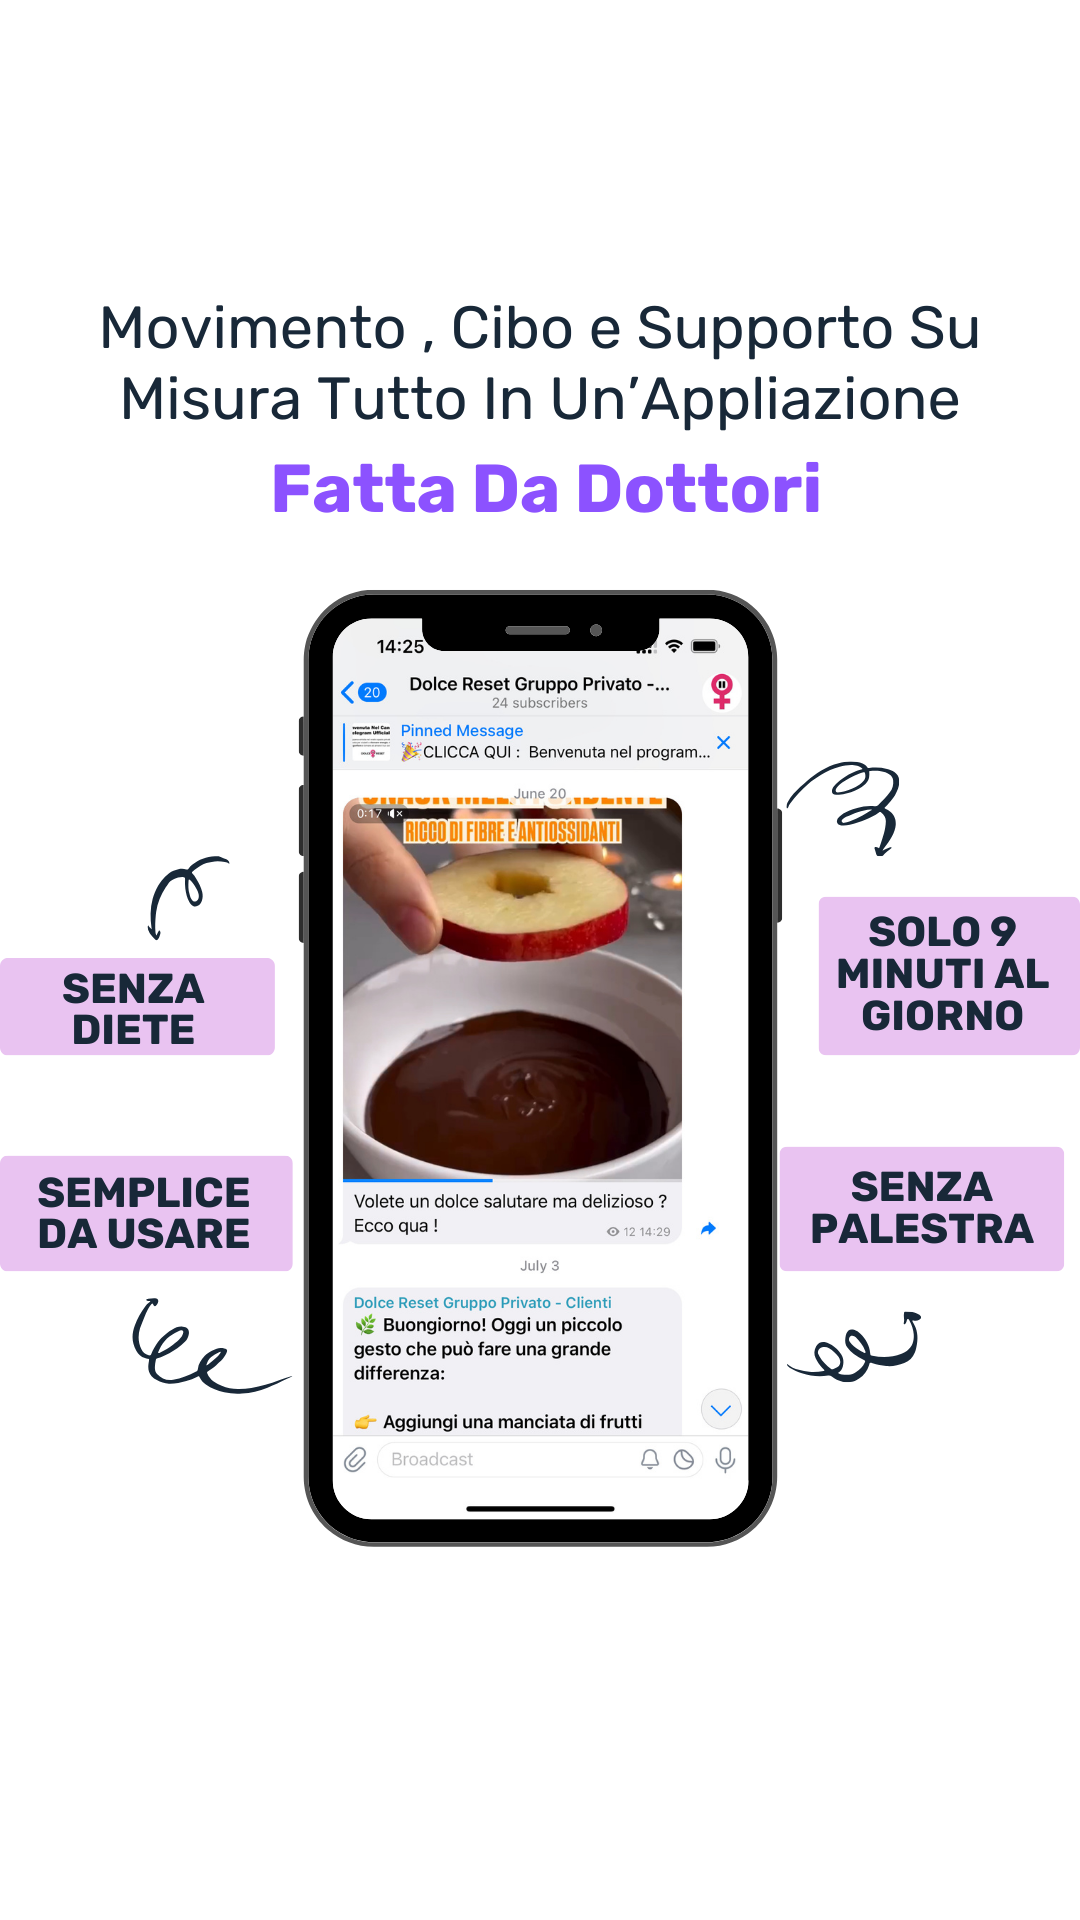 Movimento , Cibo e Supporto Su
Misura Tutto In Un'Appliazione
Fatta Da Dottori
14:25
20
Dolce Reset Gruppo Privato -...
24 subscribers
Pinned Message
🎉CLICCA QUI : Benvenuta nel program...
June 20
0:17
RICCO DI FIBRE E ANTIOSSIDANTI
SENZA
DIETE
SOLO 9
MINUTI AL
GIORNO
SEMPLICE
DA USARE
SENZA
PALESTRA
Volete un dolce salutare ma delizioso ?
Ecco qua !
12 14:29
July 3
Dolce Reset Gruppo Privato - Clienti
🌿 Buongiorno! Oggi un piccolo
gesto che può fare una grande
differenza:
👉 Aggiungi una manciata di frutti
Broadcast